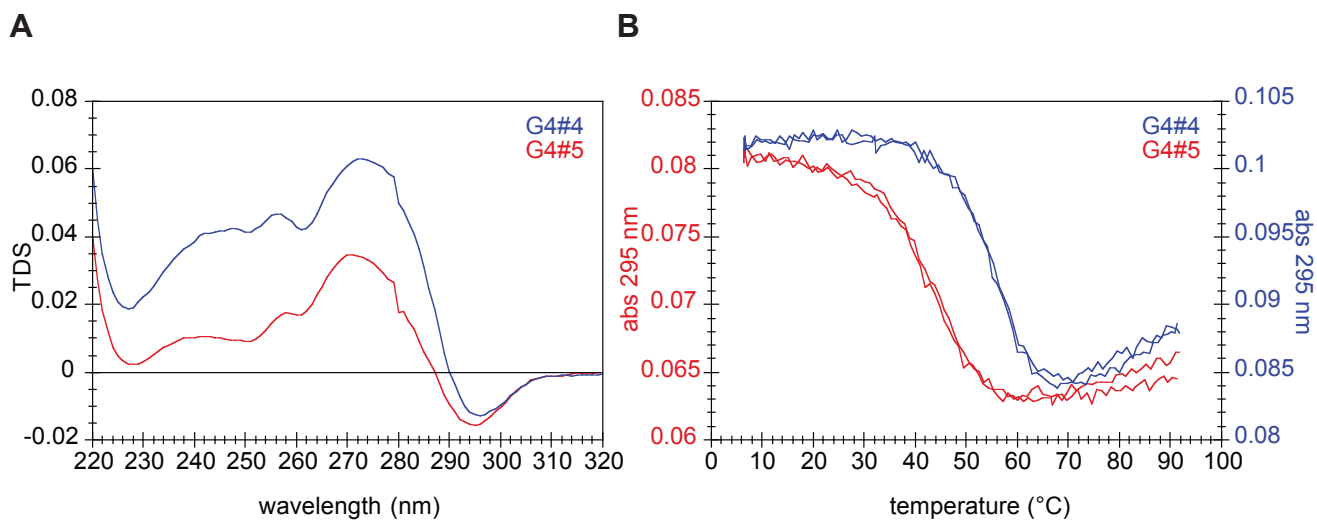 A
B
0.08
0.06
0.04
0.02
0
-0.02
TDS
G4#4
G4#5
220 230 240 250 260 270 280 290 300 310 320
wavelength (nm)
0.085
0.08
0.075
0.07
0.065
0.06
abs 295 nm
G4#4
G4#5
0.105
0.1
0.095
0.09
0.085
0.08
abs 295 nm
0 10 20 30 40 50 60 70 80 90 100
temperature (°C)